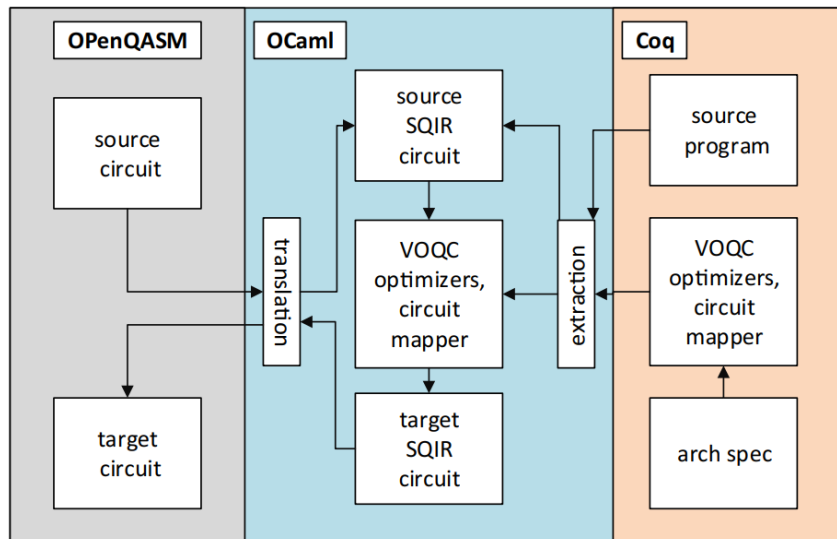 OPenQASM
source
circuit
target
circuit
translation
OCaml
source
SQIR
circuit
VOQC
optimizers,
circuit
mapper
target
SQIR
circuit
extraction
Coq
source
program
VOQC
optimizers,
circuit
mapper
arch spec